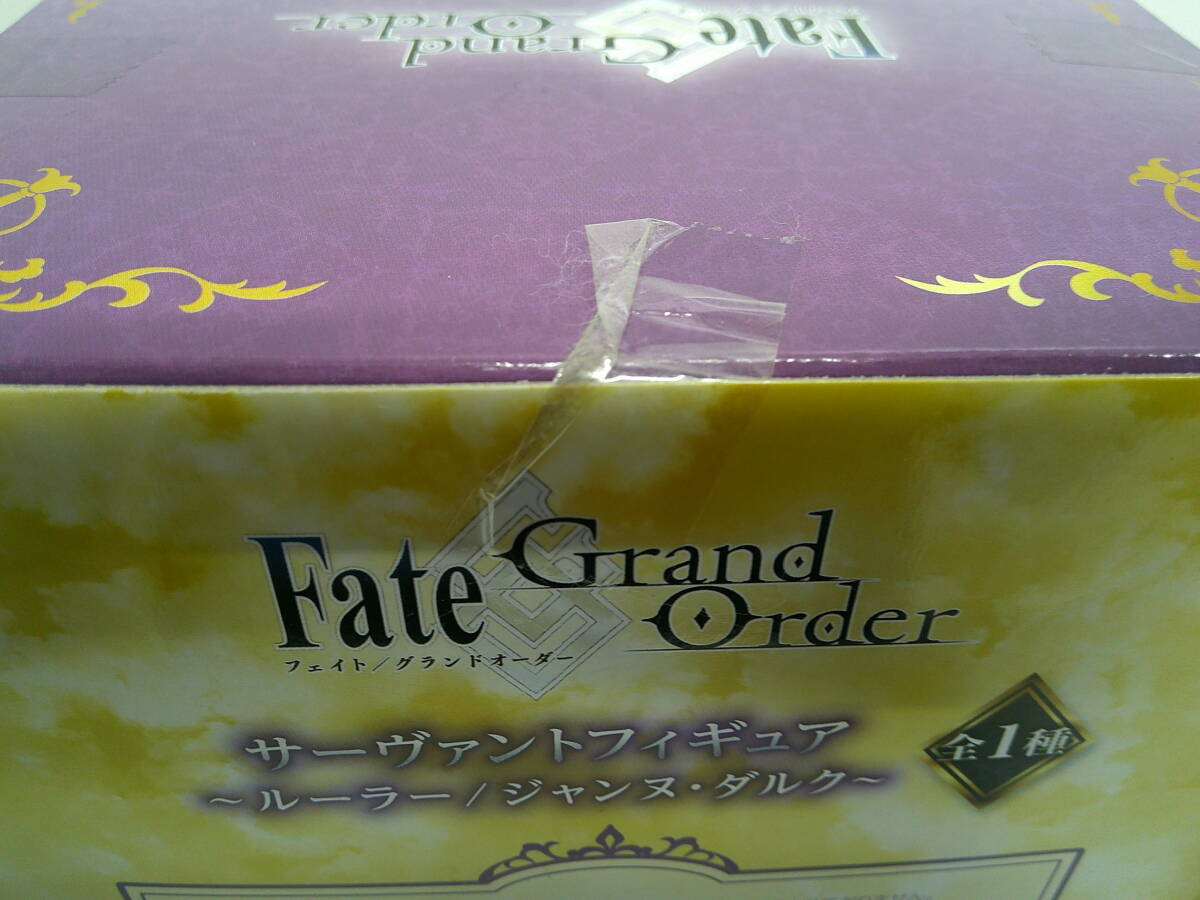 Fate Grand Order
Fate Grand Order
フェイト/グランドオーダー
サーヴァントフィギュア
～ルーラー/ジャンヌ・ダルク～
全1種